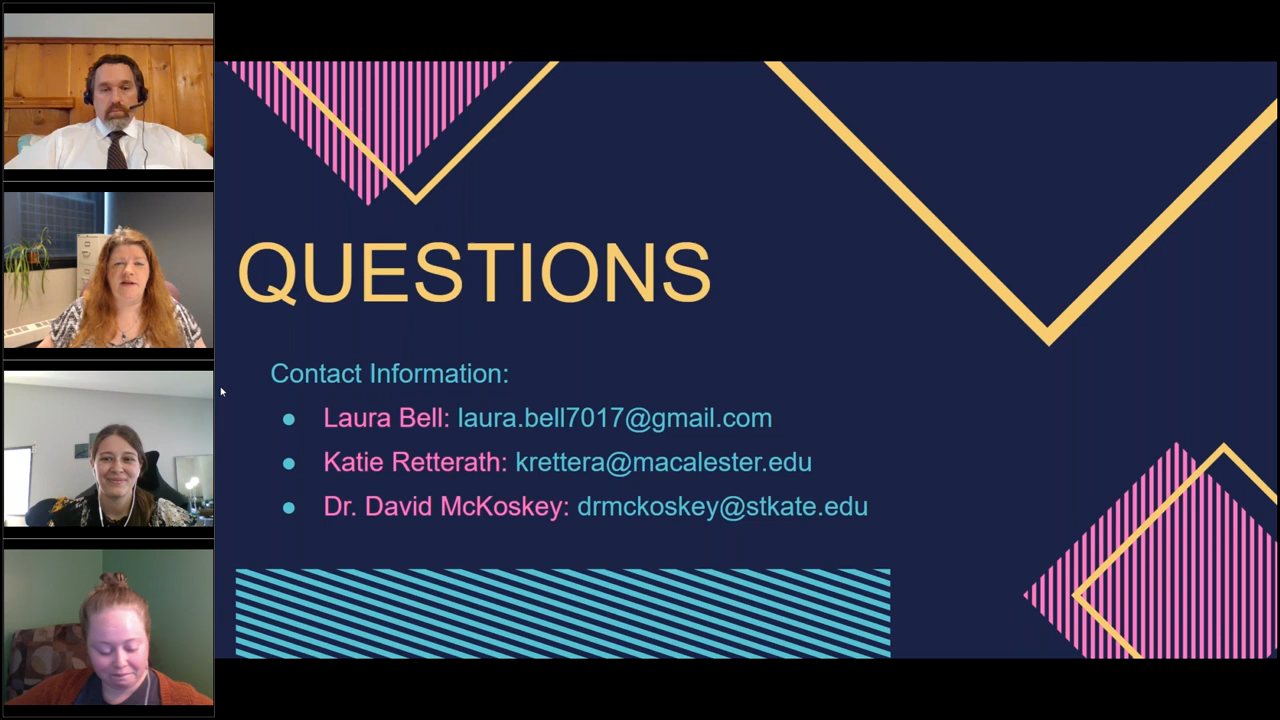 QUESTIONS
Contact Information:
● Laura Bell: laura.bell7017@gmail.com
● Katie Retterath: krettera@macalester.edu
● Dr. David McKoskey: drmckoskey@stkate.edu